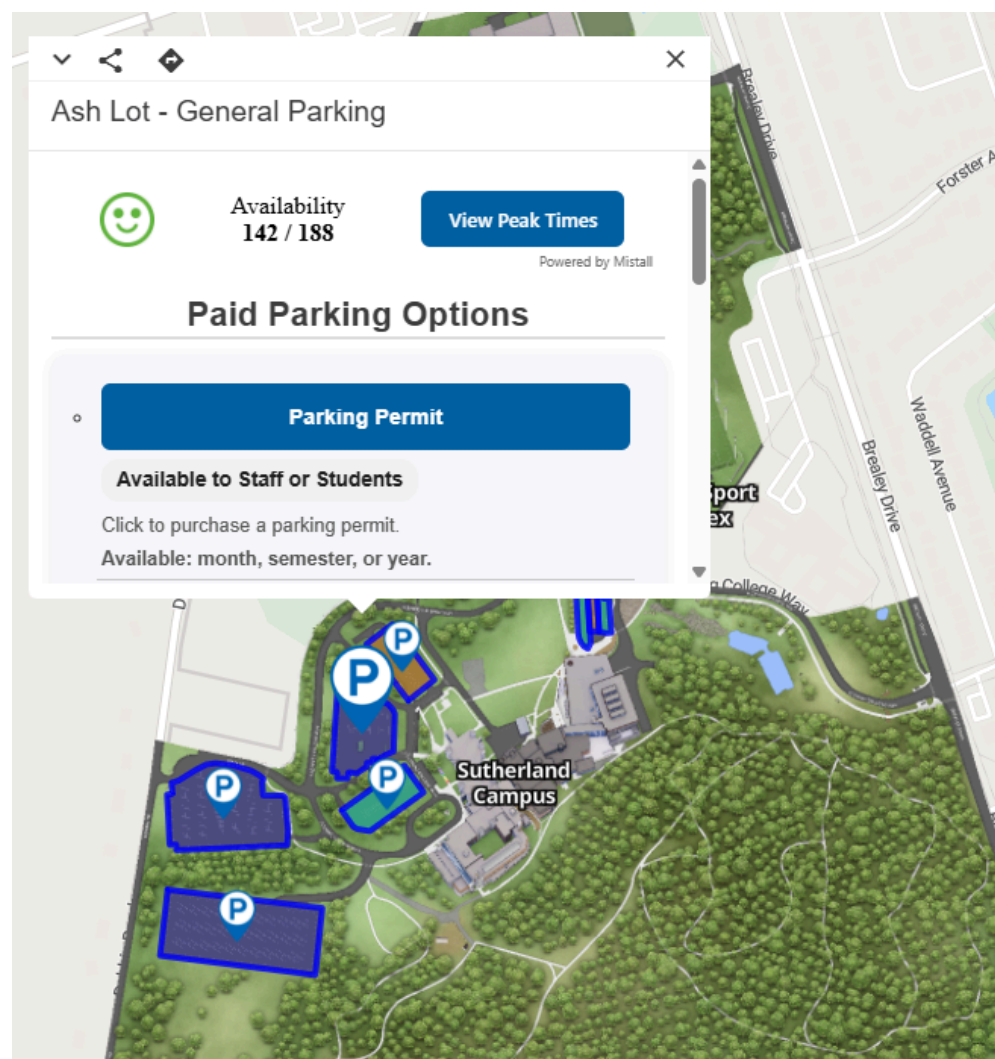 Ash Lot - General Parking
Availability
142 / 188
View Peak Times
Powered by Mistall
Paid Parking Options
Parking Permit
Available to Staff or Students
Click to purchase a parking permit.
Available: month, semester, or year.
Brealey Drive
Forster A
Waddell Avenue
Brealey Drive
port
ex
College Way
P
P
P
P
P
Sutherland
Campus